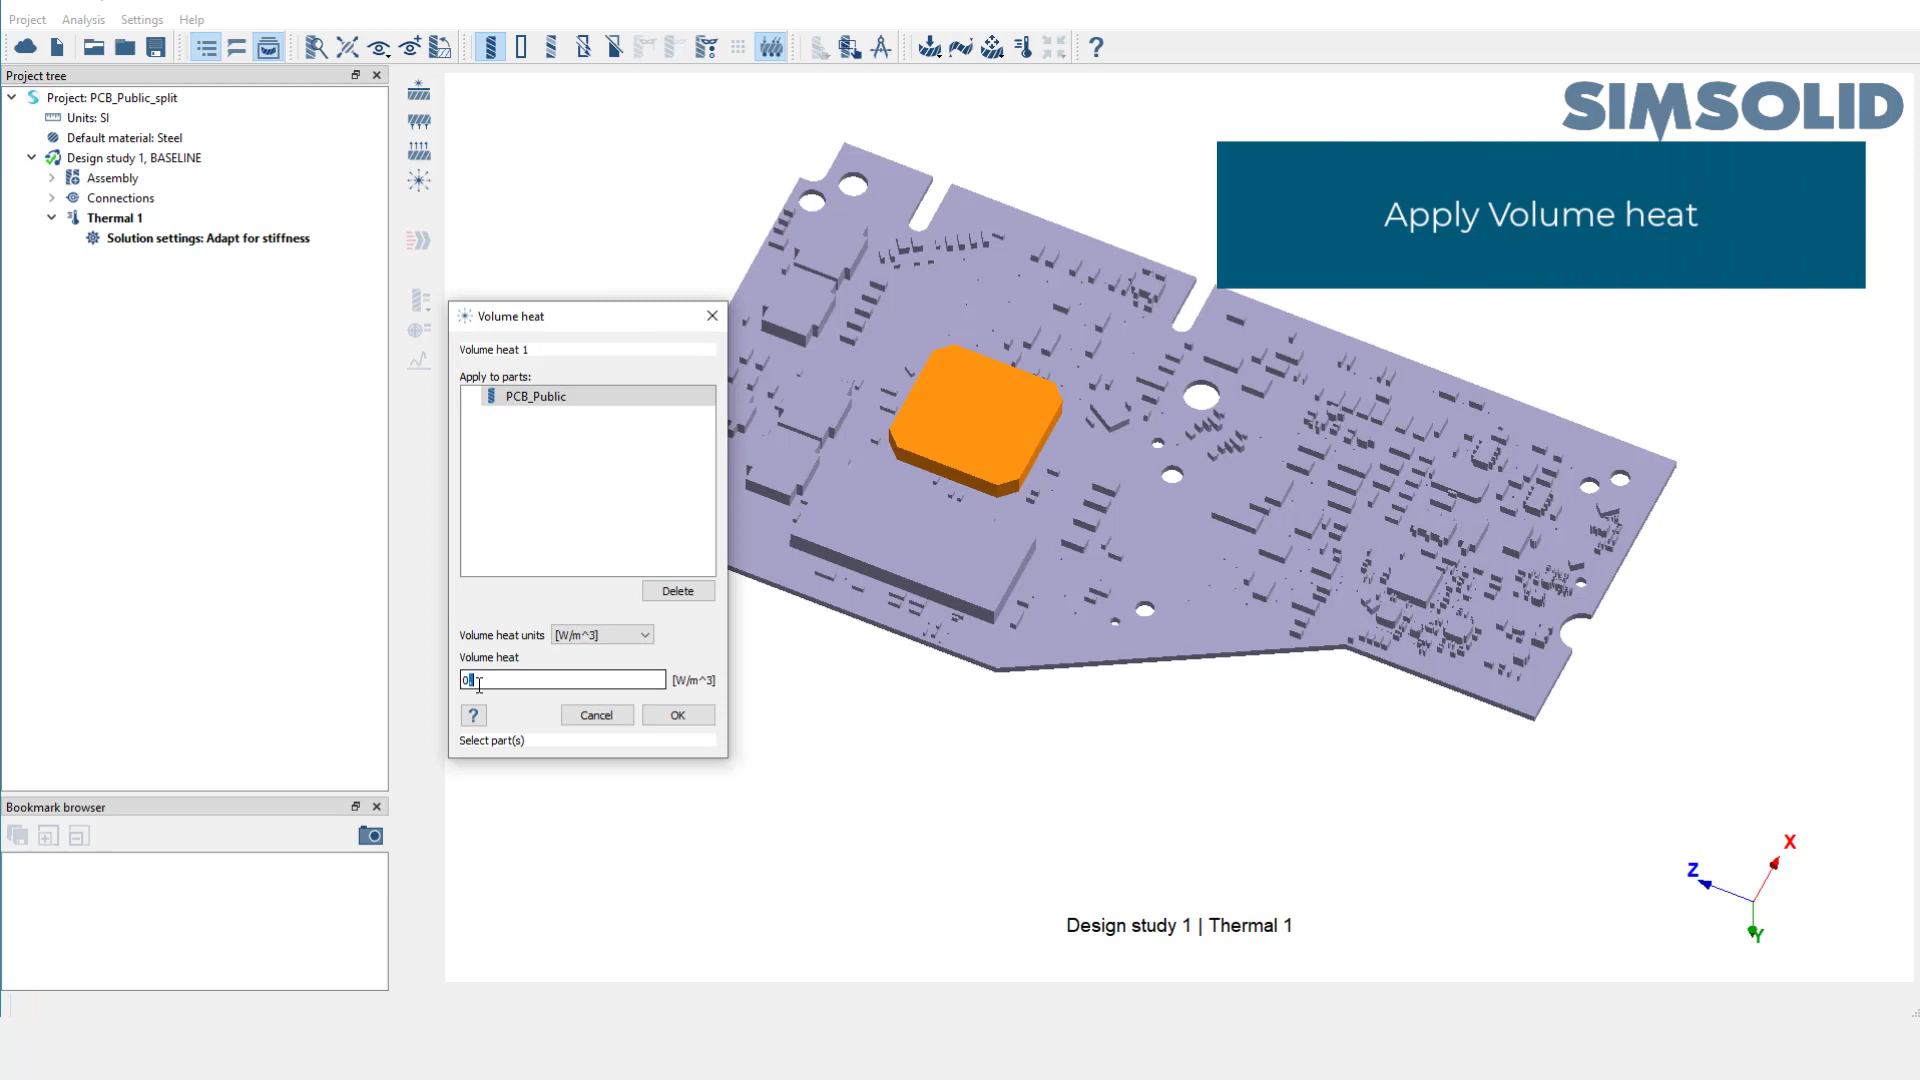 Project Analysis Settings Help
Project tree
Project: PCB_Public_split
Units: SI
Default material: Steel
Design study 1, BASELINE
Assembly
Connections
Thermal 1
Solution settings: Adapt for stiffness
Bookmark browser
SIMSOLID
Apply Volume heat
Volume heat
Volume heat 1
Apply to parts:
PCB_Public
Delete
Volume heat units [W/m^3]
Volume heat
0 [W/m^3]
? Cancel OK
Select part(s)
X
Z
Y
Design study 1 | Thermal 1